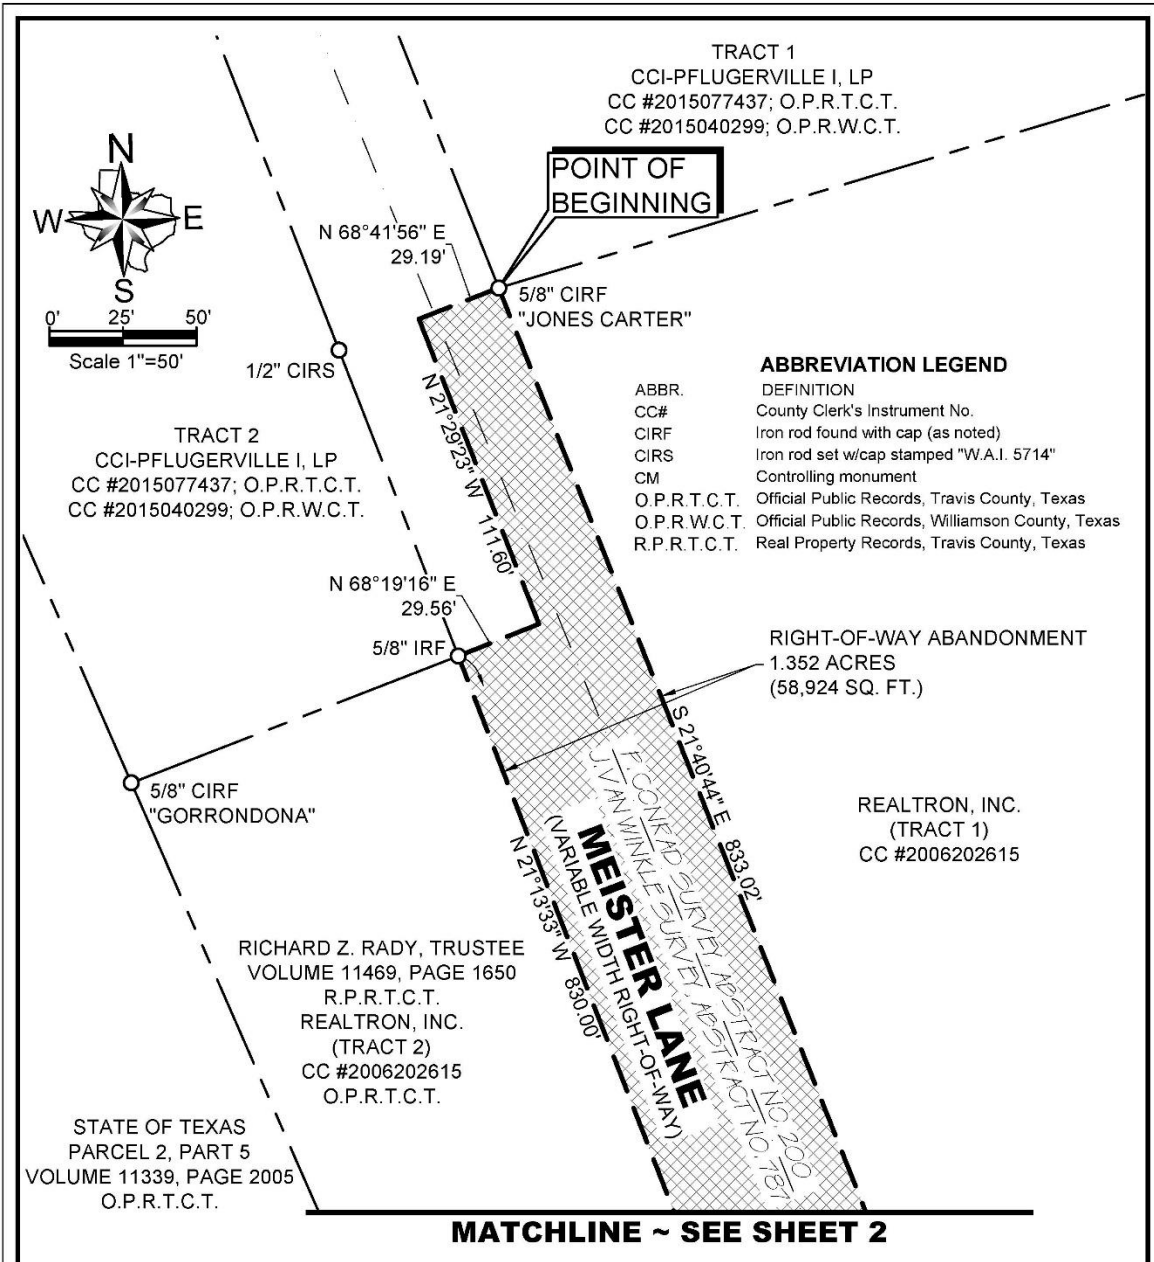 TRACT 1
CCI-PFLUGERVILLE I, LP
CC #2015077437; O.P.R.T.C.T.
CC #2015040299; O.P.R.W.C.T.
POINT OF
BEGINNING
N
W
E
S
0' 25' 50'
Scale 1"=50'
N 68°41'56" E
29.19'
5/8" CIRF
"JONES CARTER"
1/2" CIRS
ABBREVIATION LEGEND
ABBR. DEFINITION
CC# County Clerk's Instrument No.
CIRF Iron rod found with cap (as noted)
CIRS Iron rod set w/cap stamped "W.A.I. 5714"
CM Controlling monument
O.P.R.T.C.T. Official Public Records, Travis County, Texas
O.P.R.W.C.T. Official Public Records, Williamson County, Texas
R.P.R.T.C.T. Real Property Records, Travis County, Texas
TRACT 2
CCI-PFLUGERVILLE I, LP
CC #2015077437; O.P.R.T.C.T.
CC #2015040299; O.P.R.W.C.T.
N 21°29'23" W 111.60'
N 68°19'16" E
29.56'
5/8" IRF
RIGHT-OF-WAY ABANDONMENT
1.352 ACRES
(58,924 SQ. FT.)
5/8" CIRF
"GORRONDONA"
S 21°40'44" E 833.02'
P. CONRAD SURVEY, ABSTRACT NO. 200
J. VAN WINKLE SURVEY, ABSTRACT NO. 787
MEISTER LANE
(VARIABLE WIDTH RIGHT-OF-WAY)
N 21°13'33" W 830.00'
REALTRON, INC.
(TRACT 1)
CC #2006202615
RICHARD Z. RADY, TRUSTEE
VOLUME 11469, PAGE 1650
R.P.R.T.C.T.
REALTRON, INC.
(TRACT 2)
CC #2006202615
O.P.R.T.C.T.
STATE OF TEXAS
PARCEL 2, PART 5
VOLUME 11339, PAGE 2005
O.P.R.T.C.T.
MATCHLINE ~ SEE SHEET 2